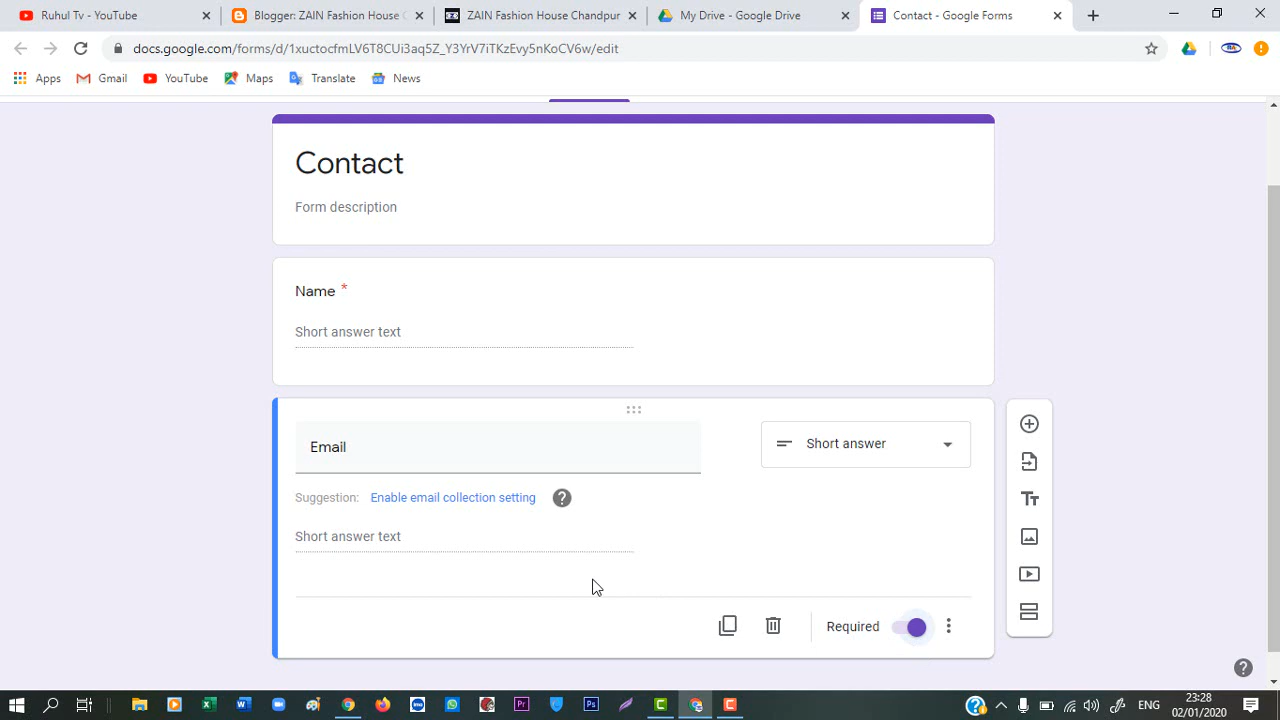 Ruhul Tv - YouTube
Blogger: ZAIN Fashion House C
ZAIN Fashion House Chandpur
My Drive - Google Drive
Contact - Google Forms
docs.google.com/forms/d/1xuctocfmLV6T8CUi3aq5Z_Y3YrV7iTKzEvy5nKoCV6w/edit
Apps
Gmail
YouTube
Maps
Translate
News
Contact
Form description
Name *
Short answer text
Email
Short answer
Suggestion: Enable email collection setting
Short answer text
Required
ENG
23:28
02/01/2020